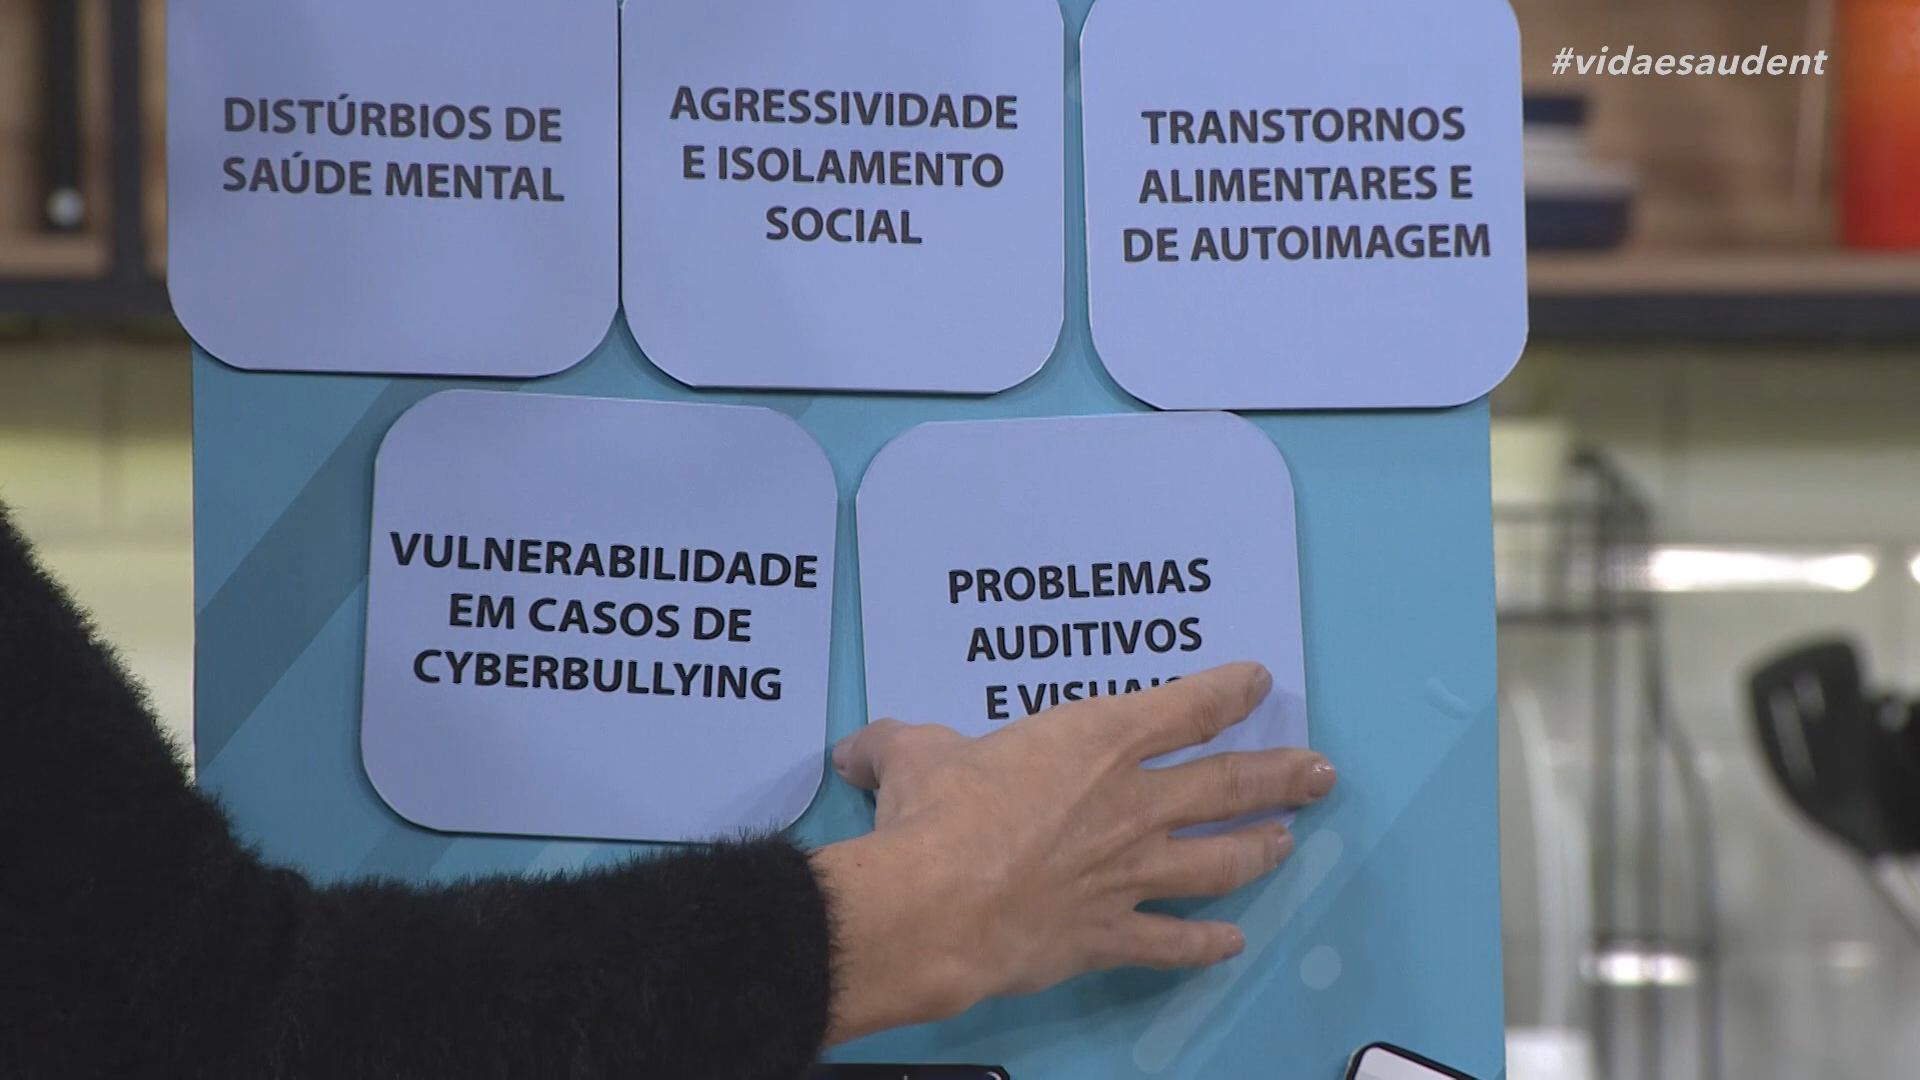 #vidaesaudent
DISTÚRBIOS DE
SAÚDE MENTAL
AGRESSIVIDADE
E ISOLAMENTO
SOCIAL
TRANSTORNOS
ALIMENTARES E
DE AUTOIMAGEM
VULNERABILIDADE
EM CASOS DE
CYBERBULLYING
PROBLEMAS
AUDITIVOS
E VISUAIS